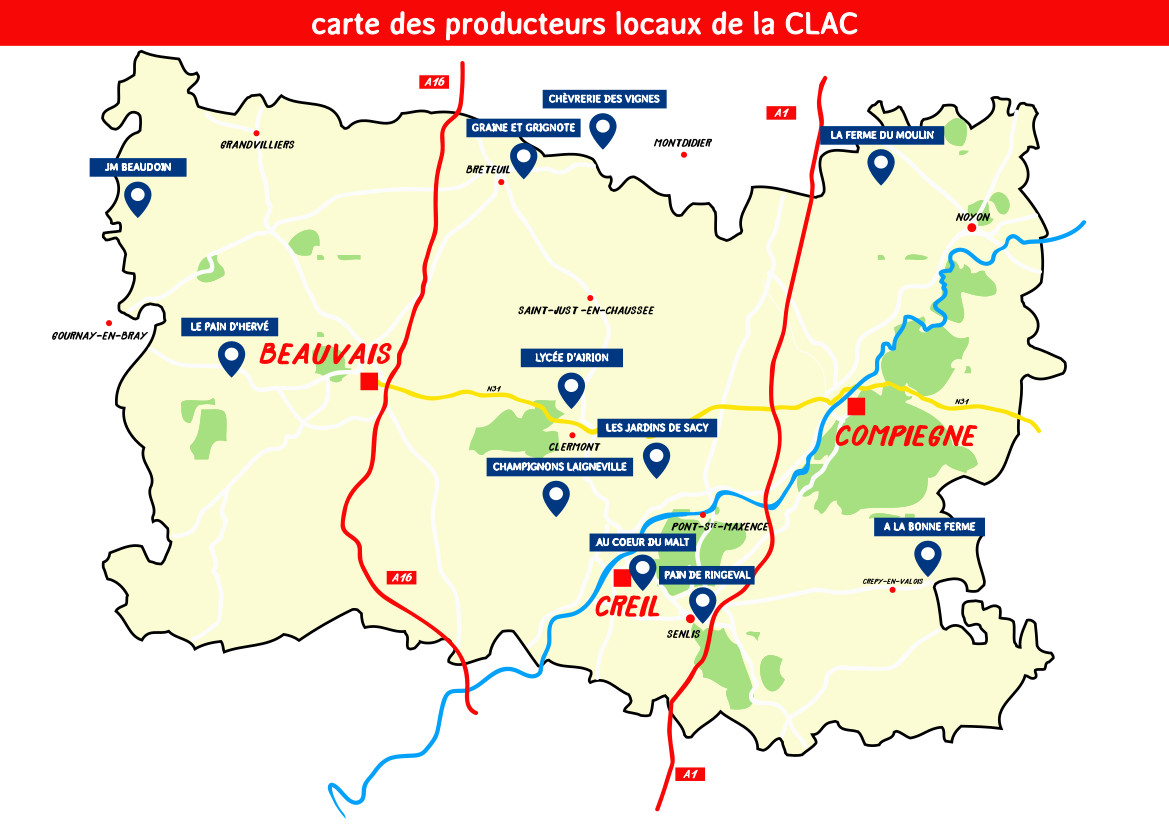 carte des producteurs locaux de la CLAC
A16
CHÈVRERIE DES VIGNES
A1
GRAINE ET GRIGNOTE
LA FERME DU MOULIN
GRANDVILLIERS
MONTDIDIER
JM BEAUDOIN
BRETEUIL
NOYON
SAINT-JUST -EN-CHAUSSEE
LE PAIN D'HERVÉ
GOURNAY-EN-BRAY
BEAUVAIS
LYCÉE D'AIRION
N31
N31
LES JARDINS DE SACY
COMPIEGNE
CLERMONT
CHAMPIGNONS LAIGNEVILLE
PONT-STE-MAXENCE
A LA BONNE FERME
AU COEUR DU MALT
A16
PAIN DE RINGEVAL
CREPY-EN-VALOIS
CREIL
SENLIS
A1